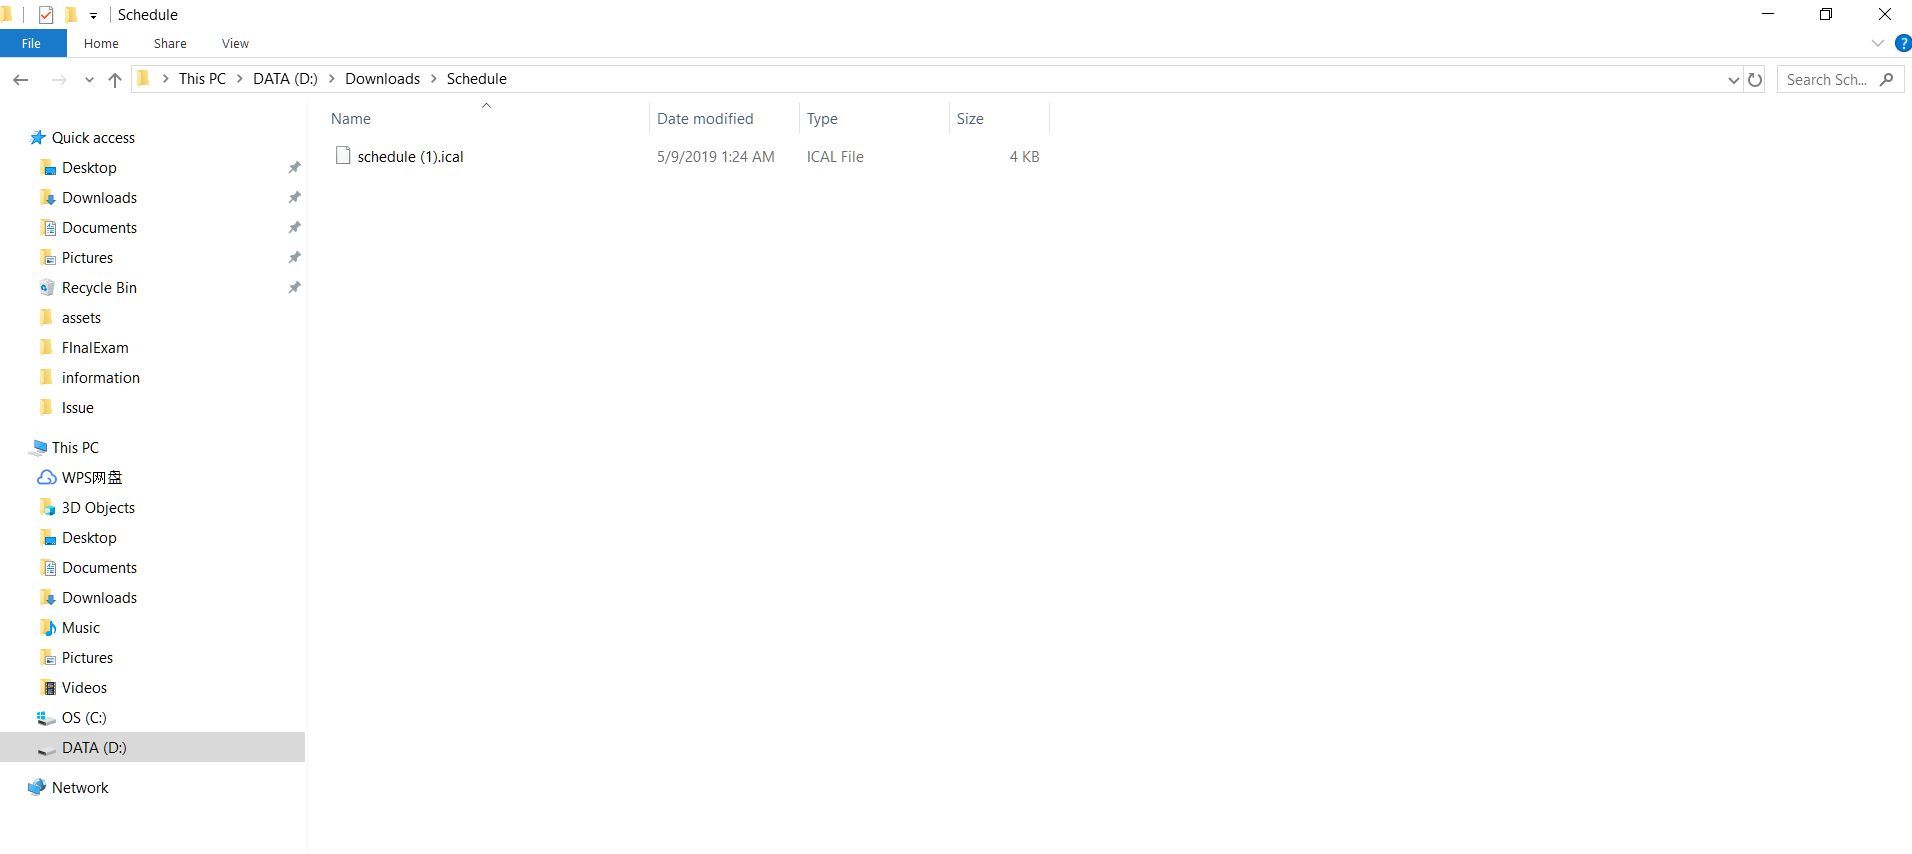 Schedule
File Home Share View
This PC > DATA (D:) > Downloads > Schedule
Search Sch...
Name Date modified Type Size
schedule (1).ical 5/9/2019 1:24 AM ICAL File 4 KB
Quick access
Desktop
Downloads
Documents
Pictures
Recycle Bin
assets
FInalExam
information
Issue
This PC
WPS网盘
3D Objects
Desktop
Documents
Downloads
Music
Pictures
Videos
OS (C:)
DATA (D:)
Network